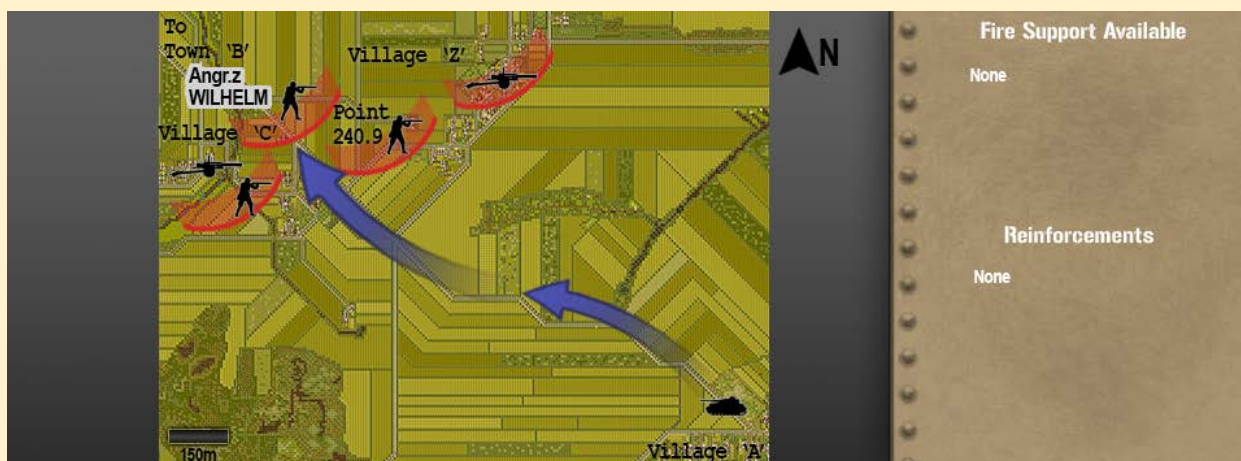 To
Town 'B'
Angr.z
WILHELM
Village 'Z'
Point
240.9
Village 'C'
150m
Village 'A'
N
Fire Support Available
None
Reinforcements
None